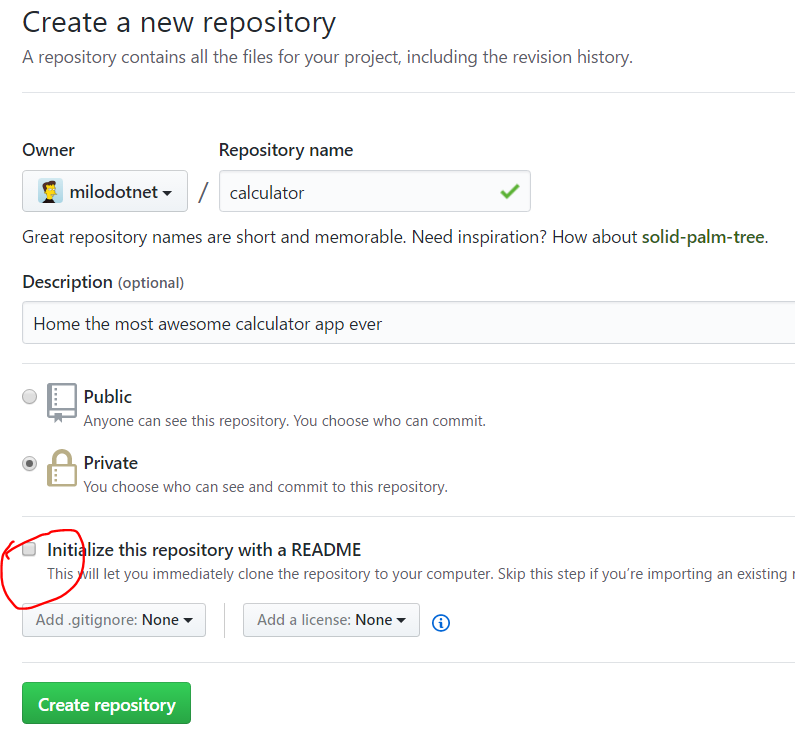 Create a new repository
A repository contains all the files for your project, including the revision history.
Owner
Repository name
milodotnet / calculator
Great repository names are short and memorable. Need inspiration? How about solid-palm-tree.
Description (optional)
Home the most awesome calculator app ever
Public
Anyone can see this repository. You choose who can commit.
Private
You choose who can see and commit to this repository.
Initialize this repository with a README
This will let you immediately clone the repository to your computer. Skip this step if you're importing an existing
Add .gitignore: None
Add a license: None
Create repository